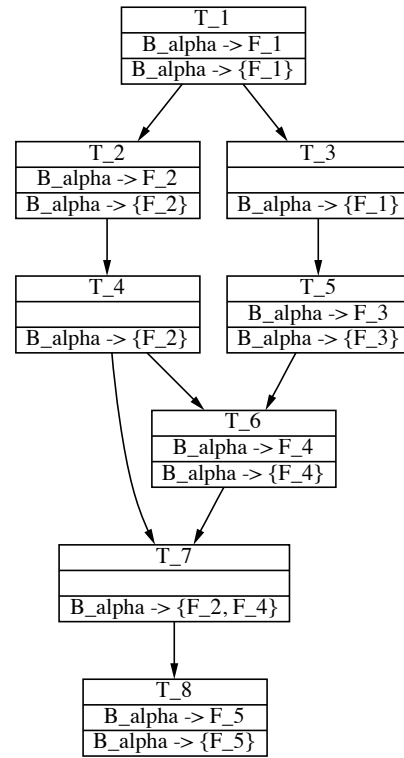 T_1
B_alpha -> F_1
B_alpha -> {F_1}
T_2
B_alpha -> F_2
B_alpha -> {F_2}
T_3
B_alpha -> {F_1}
T_4
B_alpha -> {F_2}
T_5
B_alpha -> F_3
B_alpha -> {F_3}
T_6
B_alpha -> F_4
B_alpha -> {F_4}
T_7
B_alpha -> {F_2, F_4}
T_8
B_alpha -> F_5
B_alpha -> {F_5}